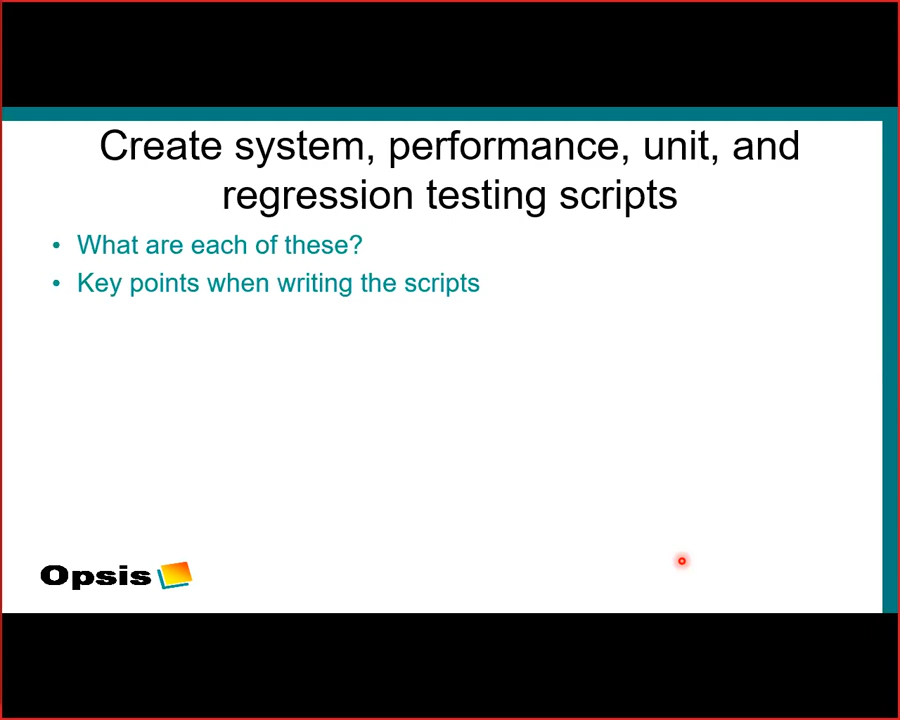 Create system, performance, unit, and
regression testing scripts
• What are each of these?
• Key points when writing the scripts
Opsis